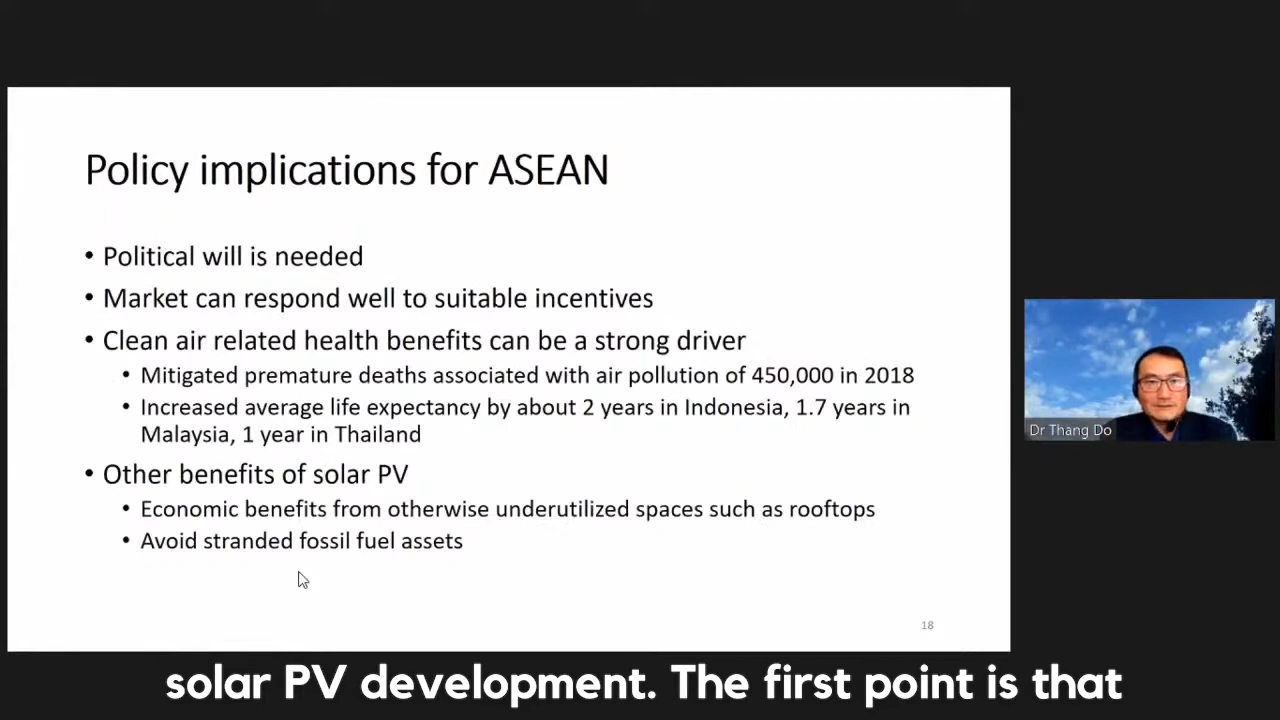 Policy implications for ASEAN
• Political will is needed
• Market can respond well to suitable incentives
• Clean air related health benefits can be a strong driver
• Mitigated premature deaths associated with air pollution of 450,000 in 2018
• Increased average life expectancy by about 2 years in Indonesia, 1.7 years in
Malaysia, 1 year in Thailand
• Other benefits of solar PV
• Economic benefits from otherwise underutilized spaces such as rooftops
• Avoid stranded fossil fuel assets
18
Dr Thang Do
solar PV development. The first point is that